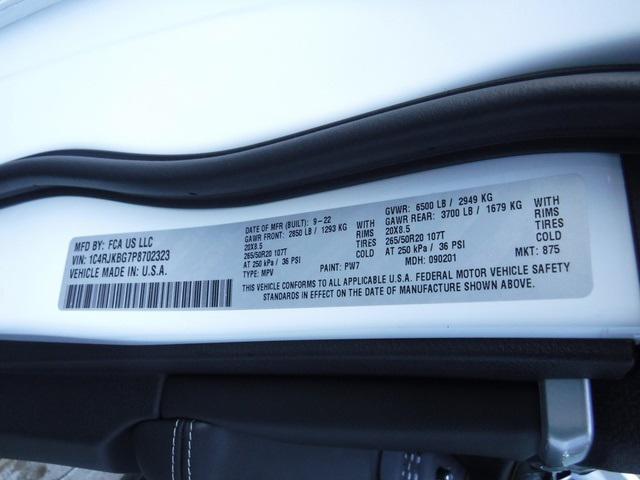 MFD BY: FCA US LLC
VIN: 1C4RJKBG7P8702323
VEHICLE MADE IN U.S.A.
DATE OF MFR (BUILT): 9-22
GAWR FRONT: 2850 LB / 1293 KG WITH
20X8.5 RIMS
265/50R20 107T TIRES
AT 250 kPa / 36 PSI COLD
TYPE: MPV PAINT: PW7
GVWR: 6500 LB / 2949 KG
GAWR REAR: 3700 LB / 1679 KG WITH
20X8.5 RIMS
265/50R20 107T TIRES
AT 250 kPa / 36 PSI COLD
MDH: 090201 MKT: 875
THIS VEHICLE CONFORMS TO ALL APPLICABLE U.S.A. FEDERAL MOTOR VEHICLE SAFETY
STANDARDS IN EFFECT ON THE DATE OF MANUFACTURE SHOWN ABOVE.